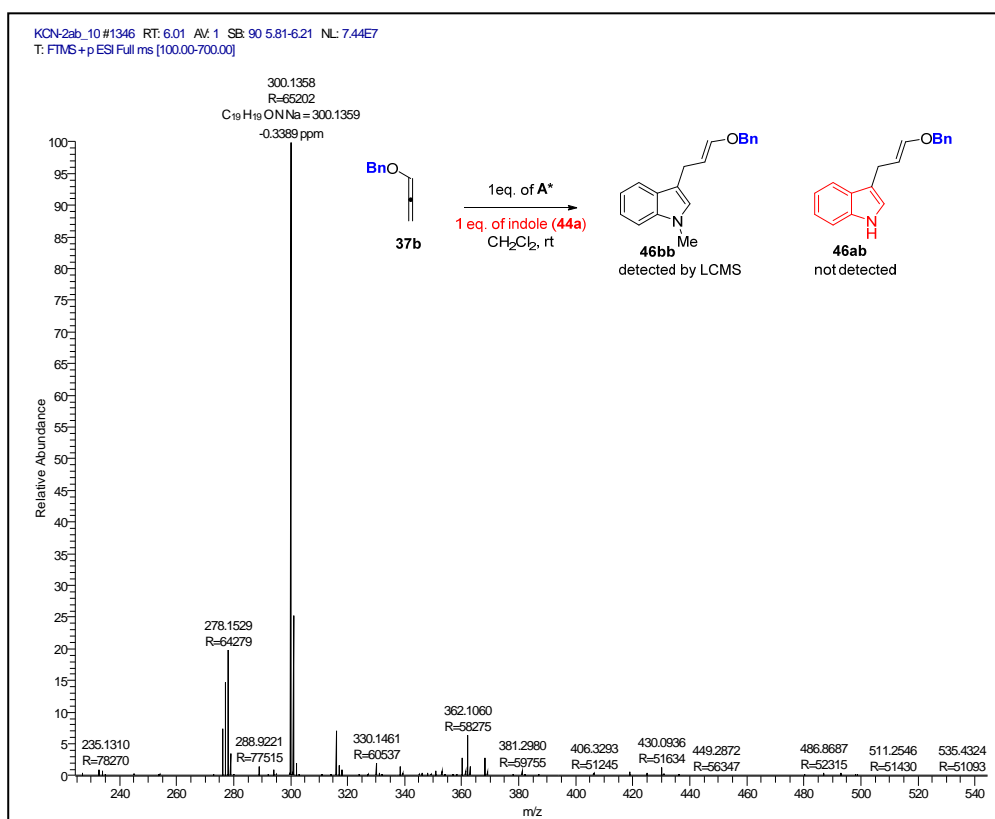 KCN-2ab_10 #1346 RT: 6.01 AV: 1 SB: 90 5.81-6.21 NL: 7.44E7
T: FTMS + p ESI Full ms [100.00-700.00]
300.1358
R=65202
C19 H19 O N Na = 300.1359
-0.3389 ppm
BnO
37b
1eq. of A*
1 eq. of indole (44a)
CH2Cl2, rt
OBn
N
Me
46bb
detected by LCMS
OBn
N
H
46ab
not detected
Relative Abundance
100
95
90
85
80
75
70
65
60
55
50
45
40
35
30
25
20
15
10
5
0
278.1529
R=64279
235.1310
R=78270
288.9221
R=77515
330.1461
R=60537
362.1060
R=58275
381.2980
R=59755
406.3293
R=51245
430.0936
R=51634
449.2872
R=56347
486.8687
R=52315
511.2546
R=51430
535.4324
R=51093
240 260 280 300 320 340 360 380 400 420 440 460 480 500 520 540
m/z